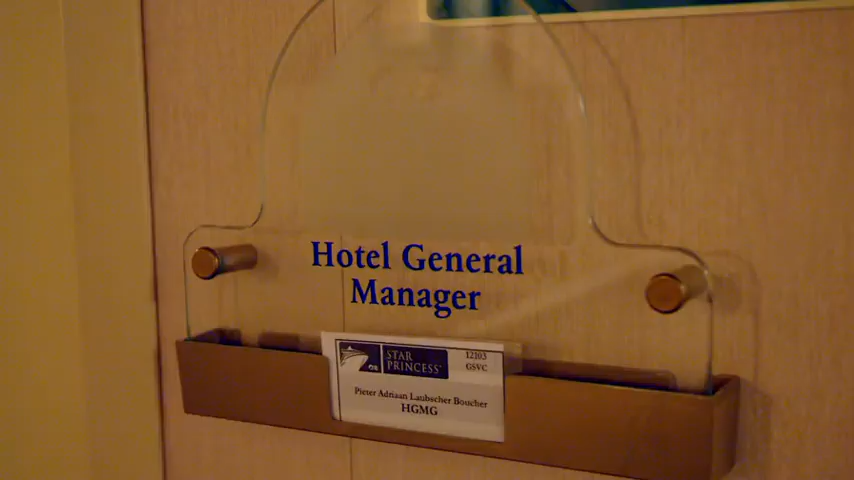 Hotel General
Manager
STAR
PRINCESS
12103
GSVC
Pieter Adriaan Laubscher Boucher
HGMG